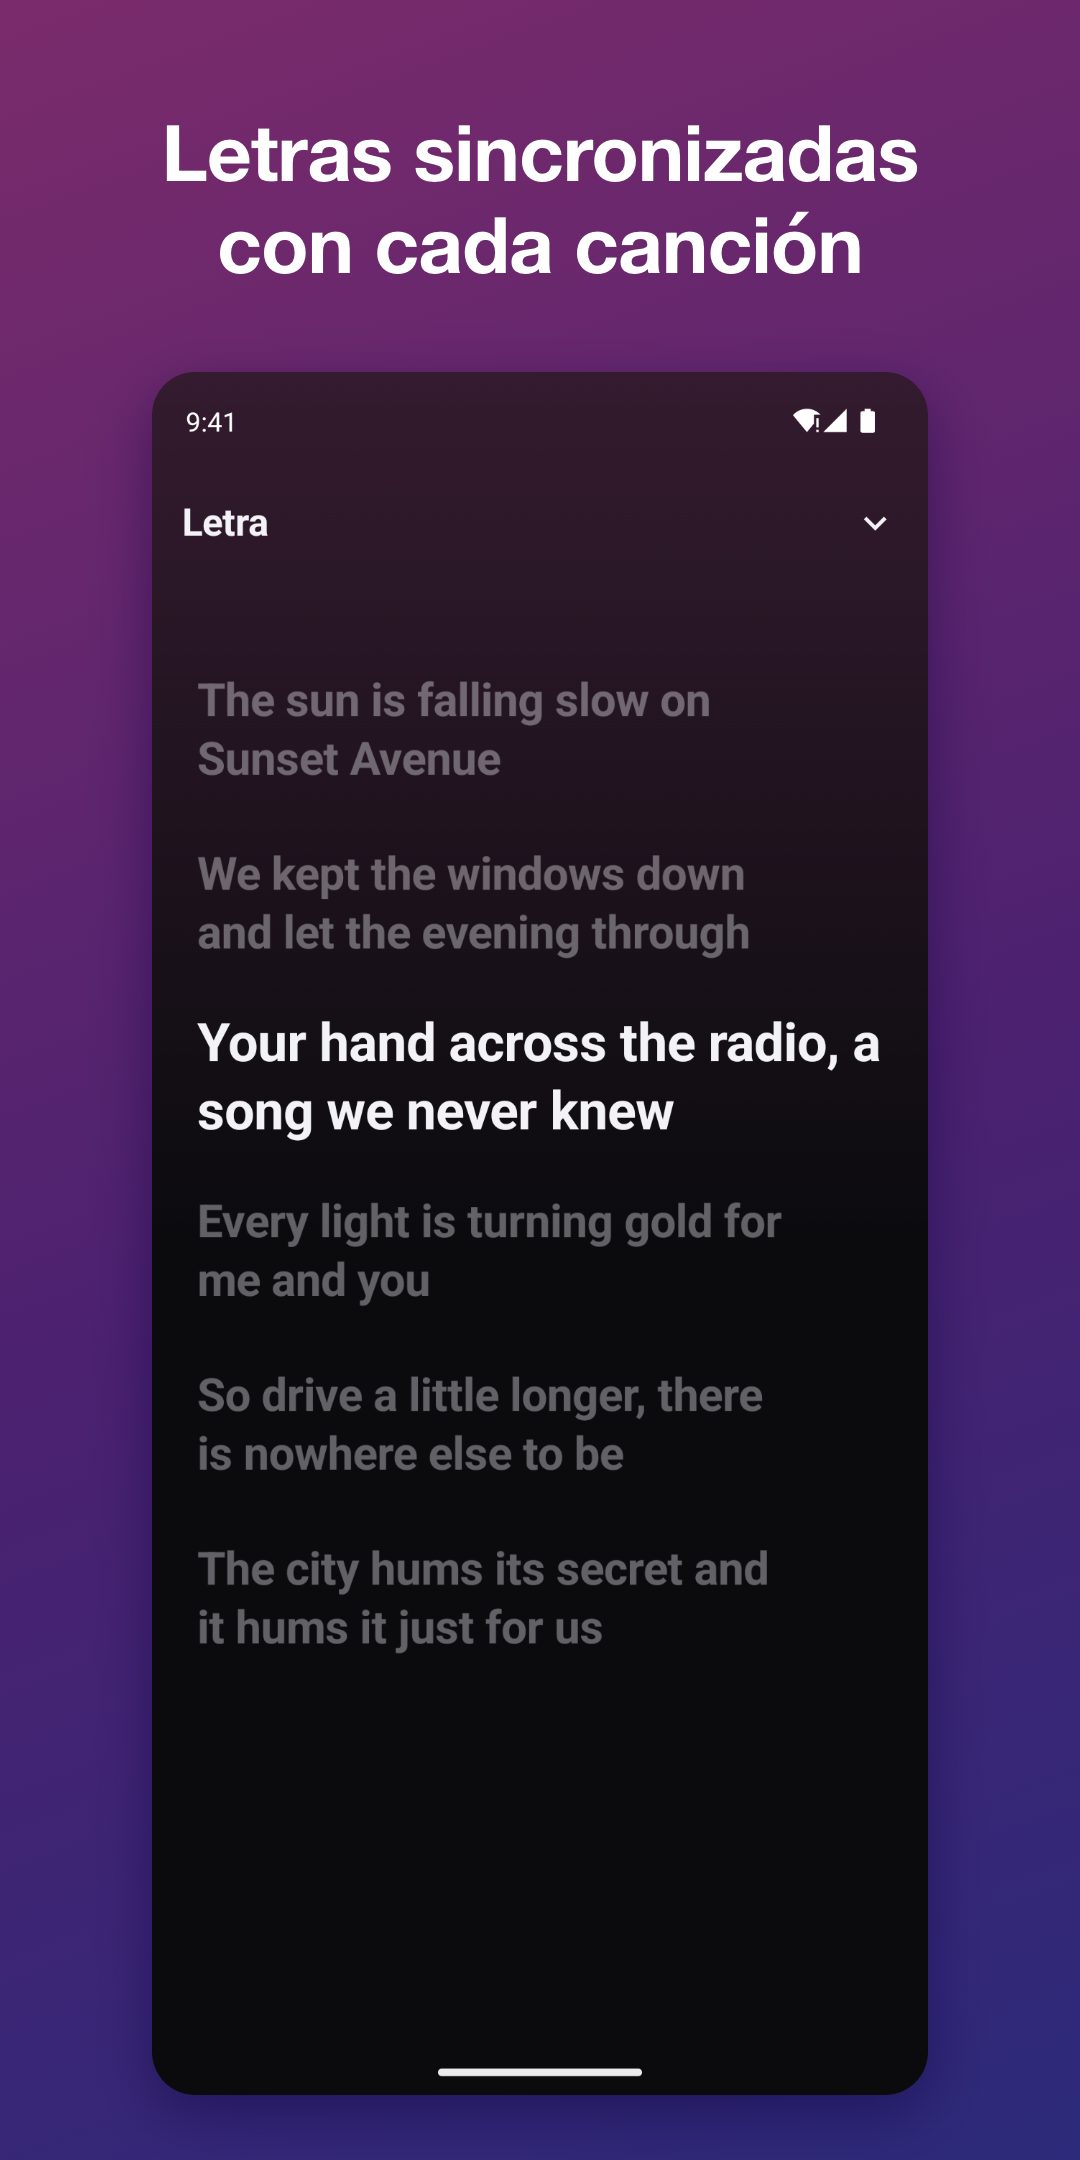 Letras sincronizadas
con cada canción
9:41
Letra
The sun is falling slow on
Sunset Avenue
We kept the windows down
and let the evening through
Your hand across the radio, a
song we never knew
Every light is turning gold for
me and you
So drive a little longer, there
is nowhere else to be
The city hums its secret and
it hums it just for us